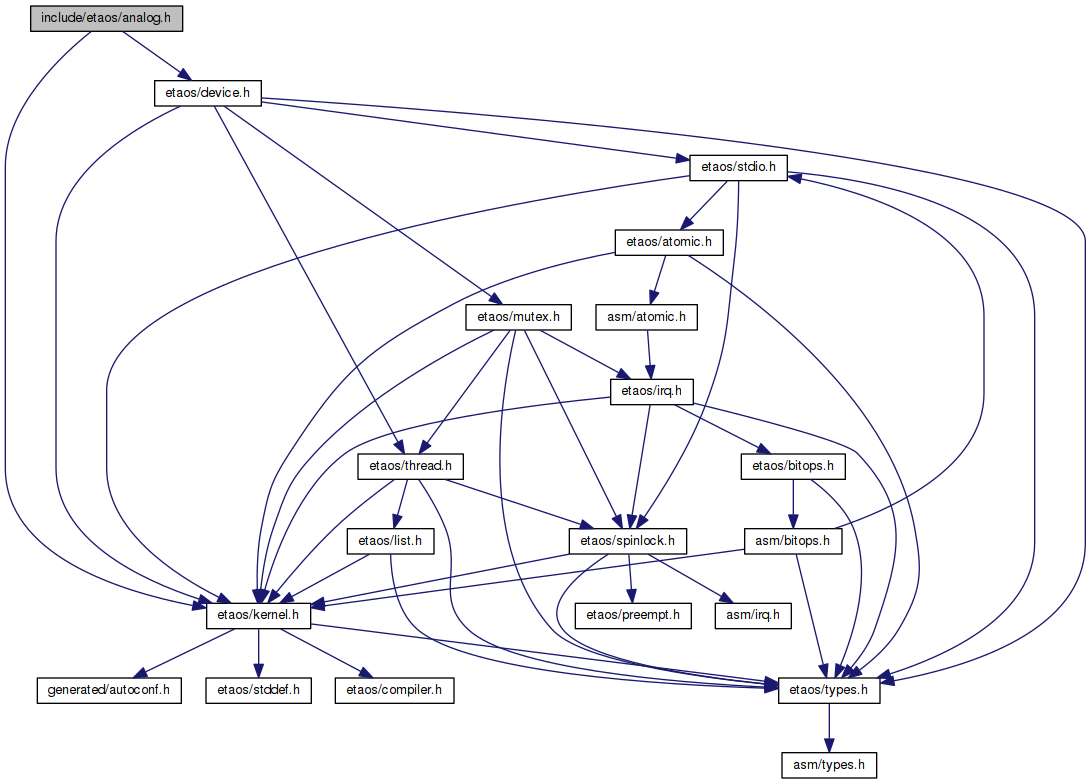 include/etaos/analog.h
etaos/device.h
etaos/stdio.h
etaos/atomic.h
etaos/mutex.h
asm/atomic.h
etaos/irq.h
etaos/thread.h
etaos/bitops.h
etaos/list.h
etaos/spinlock.h
asm/bitops.h
etaos/kernel.h
etaos/preempt.h
asm/irq.h
generated/autoconf.h
etaos/stddef.h
etaos/compiler.h
etaos/types.h
asm/types.h